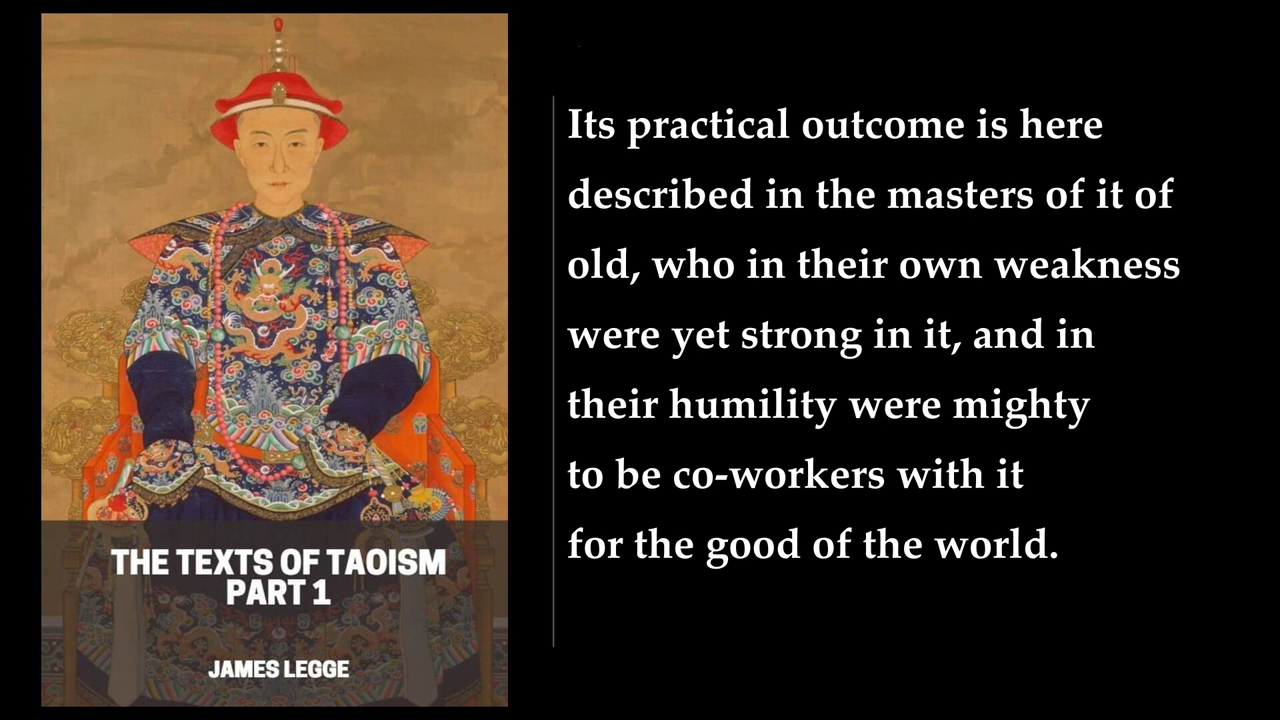 THE TEXTS OF TAOISM
PART 1
JAMES LEGGE
Its practical outcome is here
described in the masters of it of
old, who in their own weakness
were yet strong in it, and in
their humility were mighty
to be co-workers with it
for the good of the world.